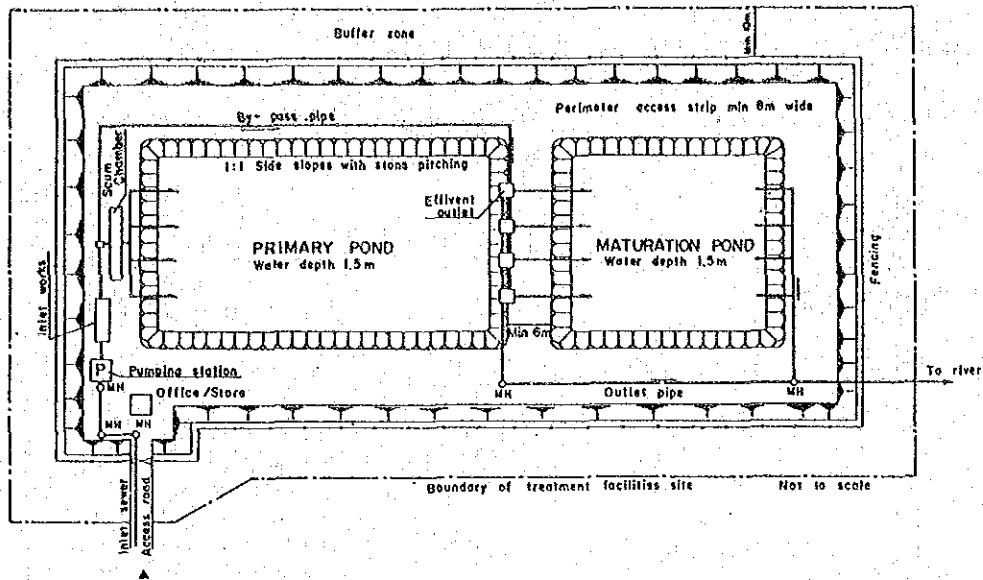 Buffer zone
Min 10m
Perimeter access strip min 8m wide
By- pass pipe
Scum
Chamber
1:1 Side slopes with stone pitching
Efflvent
outlet
PRIMARY POND
Water depth 1,5m
MATURATION POND
Water depth 1,5m
Fencing
Inlet works
Min 6m
P
Pumping station
MH
Office/Store
MH
MH
MH
Outlet pipe
MH
To river
Inlet sewer
Access road
Boundary of treatment facilities site
Not to scale